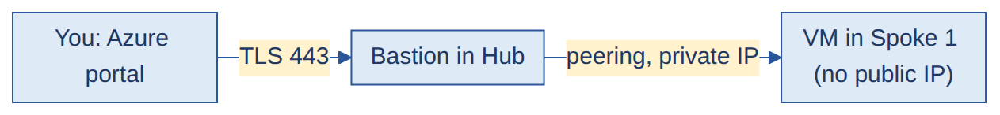 You: Azure
portal
TLS 443
Bastion in Hub
peering, private IP
VM in Spoke 1
(no public IP)